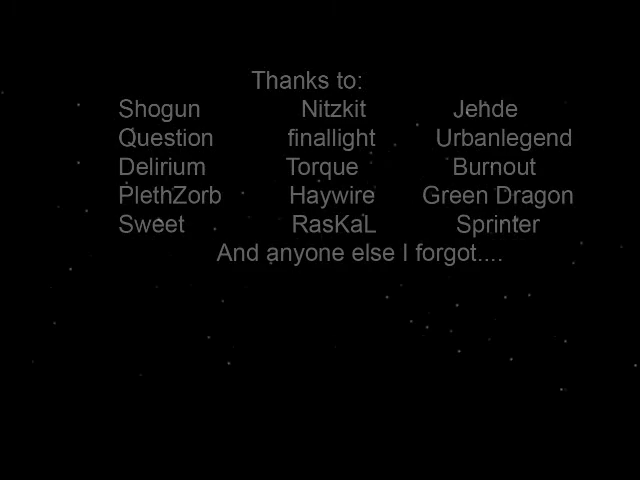 Thanks to:
Shogun Nitzkit Jehde
Question finallight Urbanlegend
Delirium Torque Burnout
PlethZorb Haywire Green Dragon
Sweet RasKaL Sprinter
And anyone else I forgot....